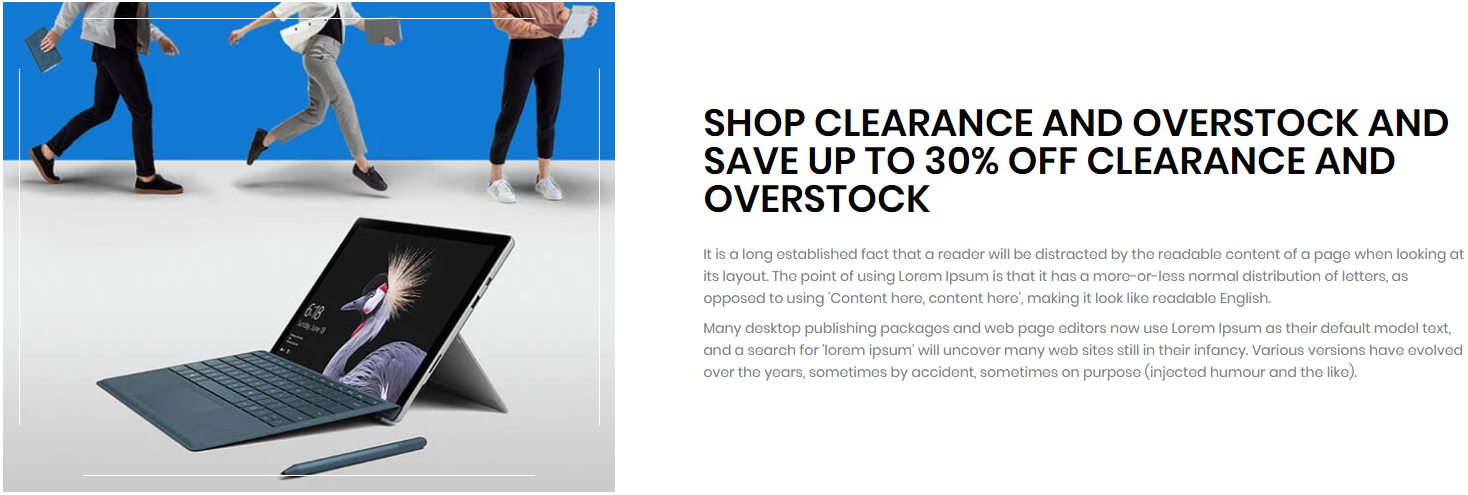 6:18
Sunday, June 18
SHOP CLEARANCE AND OVERSTOCK AND
SAVE UP TO 30% OFF CLEARANCE AND
OVERSTOCK
It is a long established fact that a reader will be distracted by the readable content of a page when looking at
its layout. The point of using Lorem Ipsum is that it has a more-or-less normal distribution of letters, as
opposed to using 'Content here, content here', making it look like readable English.
Many desktop publishing packages and web page editors now use Lorem Ipsum as their default model text,
and a search for 'lorem ipsum' will uncover many web sites still in their infancy. Various versions have evolved
over the years, sometimes by accident, sometimes on purpose (injected humour and the like).